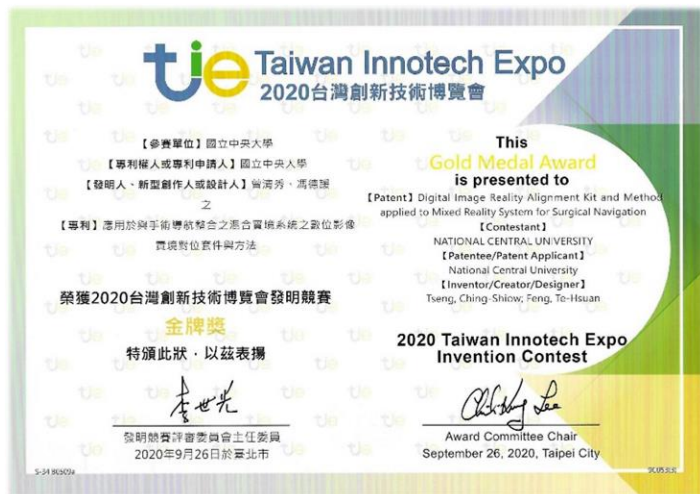 tie Taiwan Innotech Expo
2020台灣創新技術博覽會
【參賽單位】國立中央大學
【專利權人或專利申請人】國立中央大學
【發明人、新型創作人或設計人】曾清秀、馮德瑄
之
【專利】應用於與手術導航整合之混合實境系統之數位影像
實境對位套件與方法
榮獲2020台灣創新技術博覽會發明競賽
金牌獎
特頒此狀，以茲表揚
李世光
發明競賽評審委員會主任委員
2020年9月26日於臺北市
This
Gold Medal Award
is presented to
【Patent】Digital Image Reality Alignment Kit and Method
applied to Mixed Reality System for Surgical Navigation
【Contestant】
NATIONAL CENTRAL UNIVERSITY
【Patentee/Patent Applicant】
National Central University
【Inventor/Creator/Designer】
Tseng, Ching-Shiow; Feng, Te-Hsuan
2020 Taiwan Innotech Expo
Invention Contest
Award Committee Chair
September 26, 2020, Taipei City